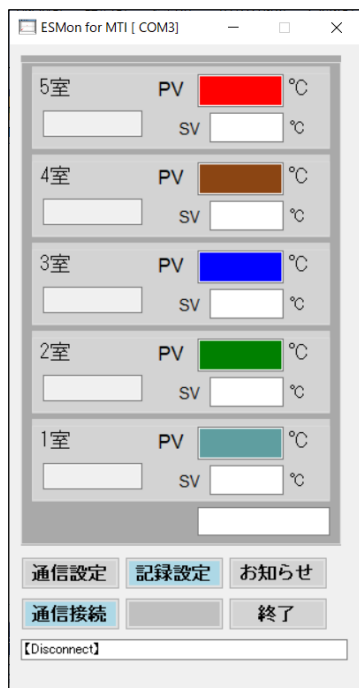 ESMon for MTI [ COM3]
5室 PV ℃
SV ℃
4室 PV ℃
SV ℃
3室 PV ℃
SV ℃
2室 PV ℃
SV ℃
1室 PV ℃
SV ℃
通信設定 記録設定 お知らせ
通信接続 終了
【Disconnect】